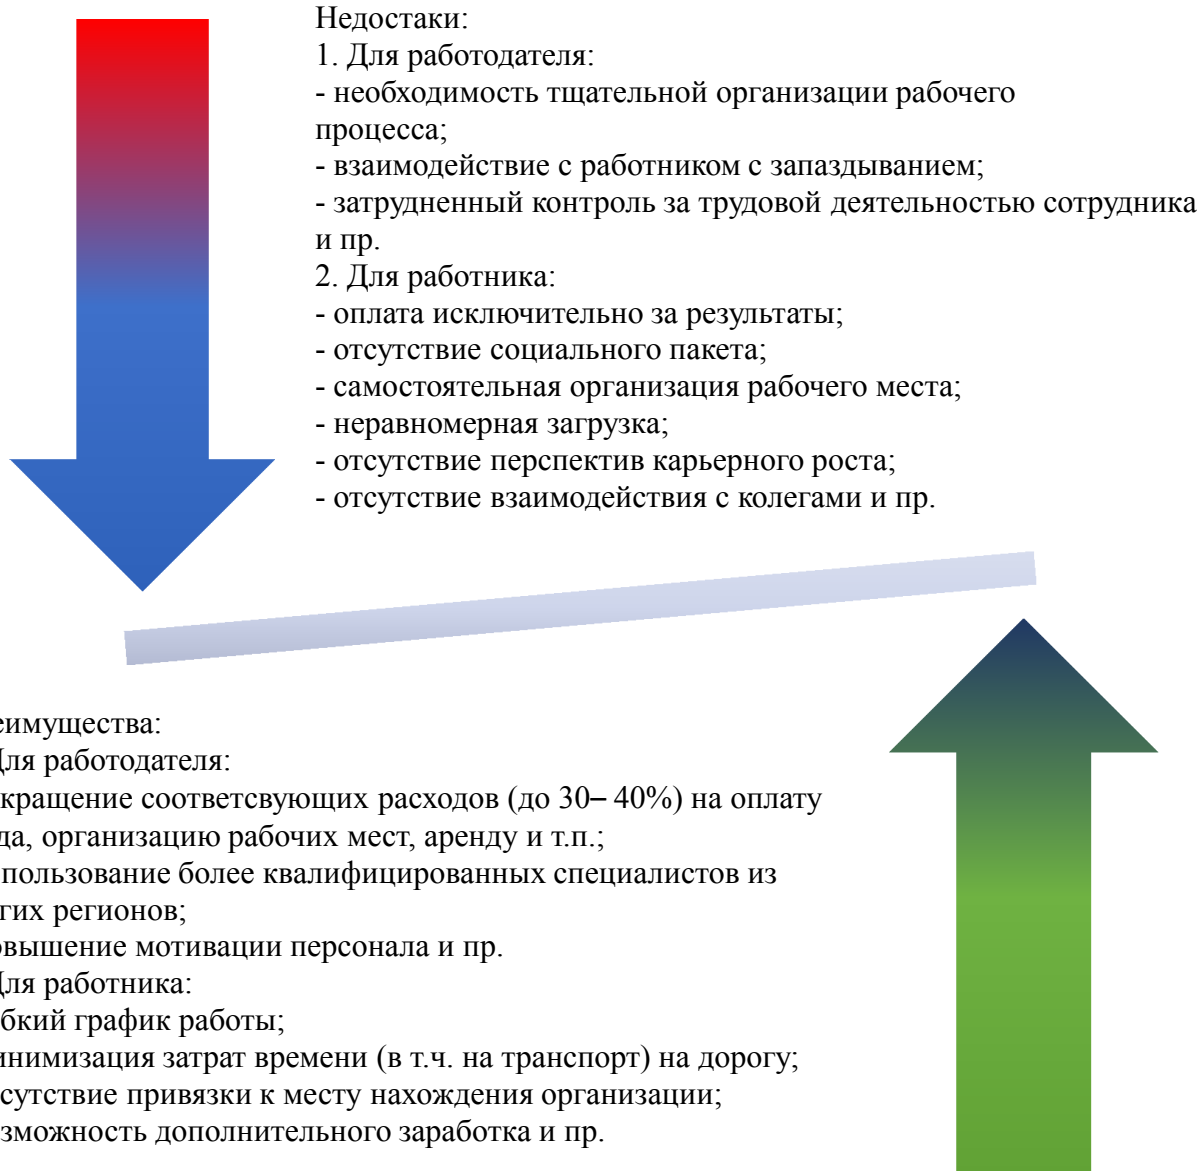 Недостаки:
1. Для работодателя:
- необходимость тщательной организации рабочего
процесса;
- взаимодействие с работником с запаздыванием;
- затрудненный контроль за трудовой деятельностью сотрудника
и пр.
2. Для работника:
- оплата исключительно за результаты;
- отсутствие социального пакета;
- самостоятельная организация рабочего места;
- неравномерная загрузка;
- отсутствие перспектив карьерного роста;
- отсутствие взаимодействия с колегами и пр.
еимущества:
Для работодателя:
кращение соответсвующих расходов (до 30– 40%) на оплату
да, организацию рабочих мест, аренду и т.п.;
пользование более квалифицированных специалистов из
гих регионов;
овышение мотивации персонала и пр.
Для работника:
бкий график работы;
инимизация затрат времени (в т.ч. на транспорт) на дорогу;
сутствие привязки к месту нахождения организации;
зможность дополнительного заработка и пр.